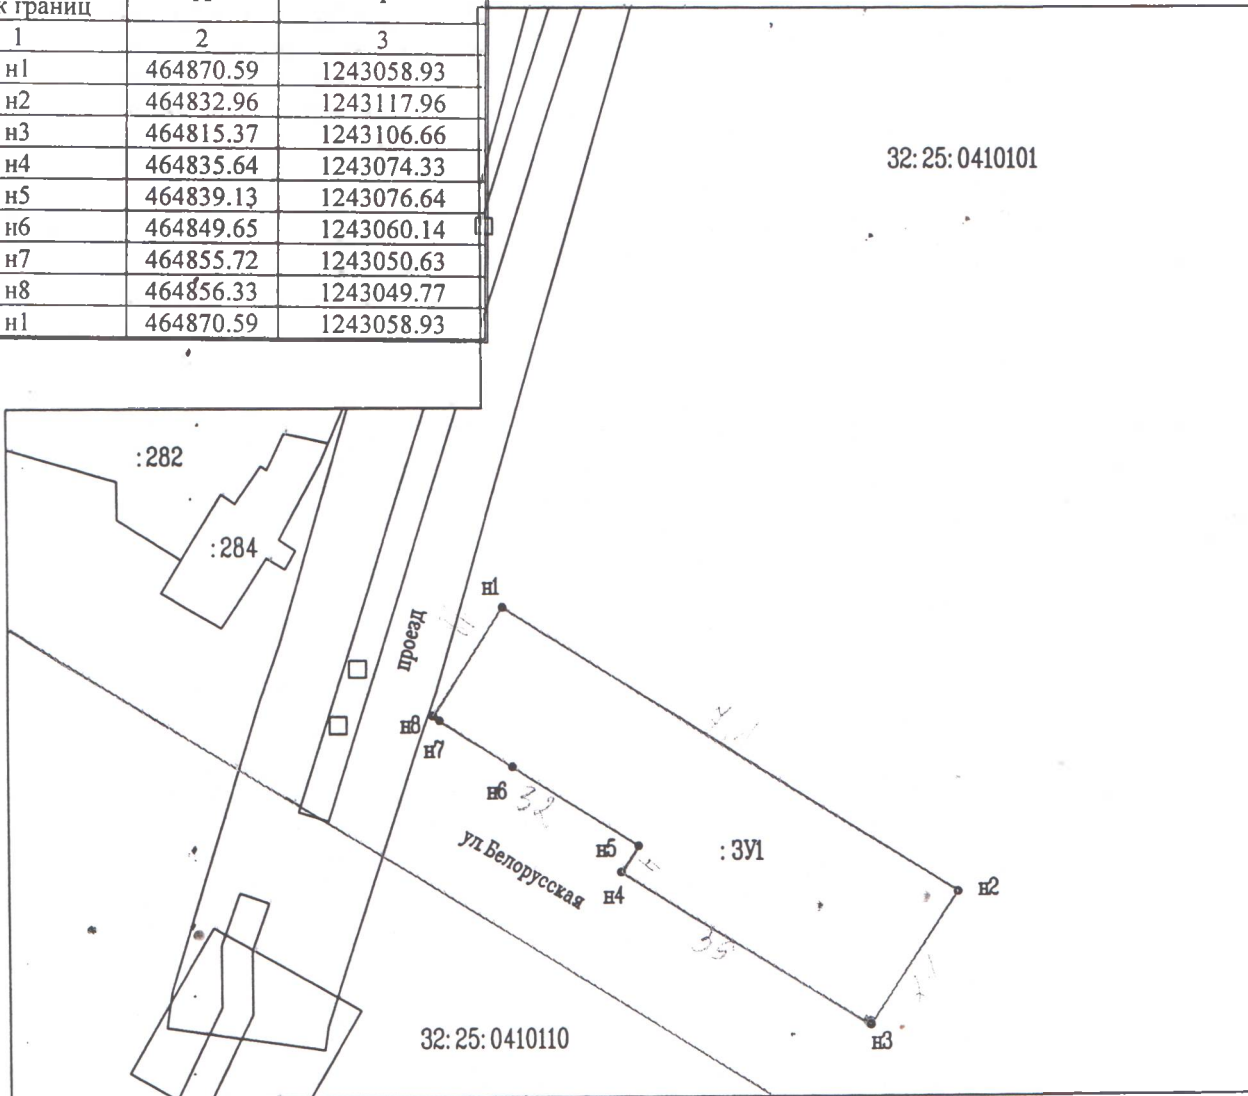 к границ
1 2 3
н1 464870.59 1243058.93
н2 464832.96 1243117.96
н3 464815.37 1243106.66
н4 464835.64 1243074.33
н5 464839.13 1243076.64
н6 464849.65 1243060.14
н7 464855.72 1243050.63
н8 464856.33 1243049.77
н1 464870.59 1243058.93
32:25:0410101
:282
:284
н1
проезд
н8
н7
н6
32
н5
:ЗУ1
ул.Белорусская
н4
н2
35
н3
32:25:0410110